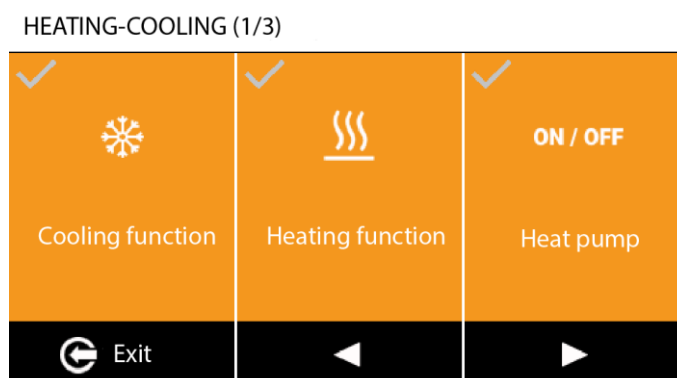 HEATING-COOLING (1/3)
ON / OFF
Cooling function
Heating function
Heat pump
Exit